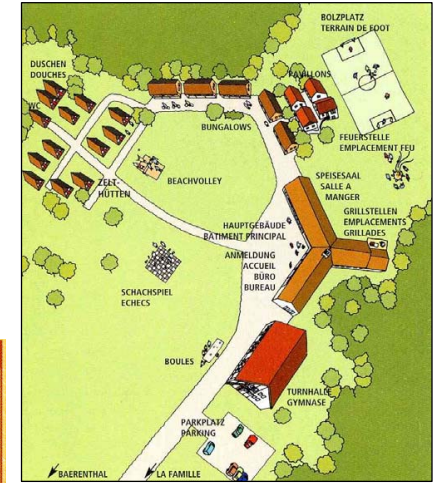 BOLZPLATZ
TERRAIN DE FOOT
DUSCHEN
DOUCHES
WC
PAVILLONS
BUNGALOWS
FEUERSTELLE
EMPLACEMENT FEU
ZELT-
HÜTTEN
BEACHVOLLEY
SPEISESAAL
SALLE A
MANGER
GRILLSTELLEN
EMPLACEMENTS
GRILLADES
HAUPTGEBÄUDE
BATIMENT PRINCIPAL
ANMELDUNG
ACCUEIL
BÜRO
BUREAU
SCHACHSPIEL
ECHECS
BOULES
TURNHALLE
GYMNASE
PARKPLATZ
PARKING
BAERENTHAL
LA FAMILLE